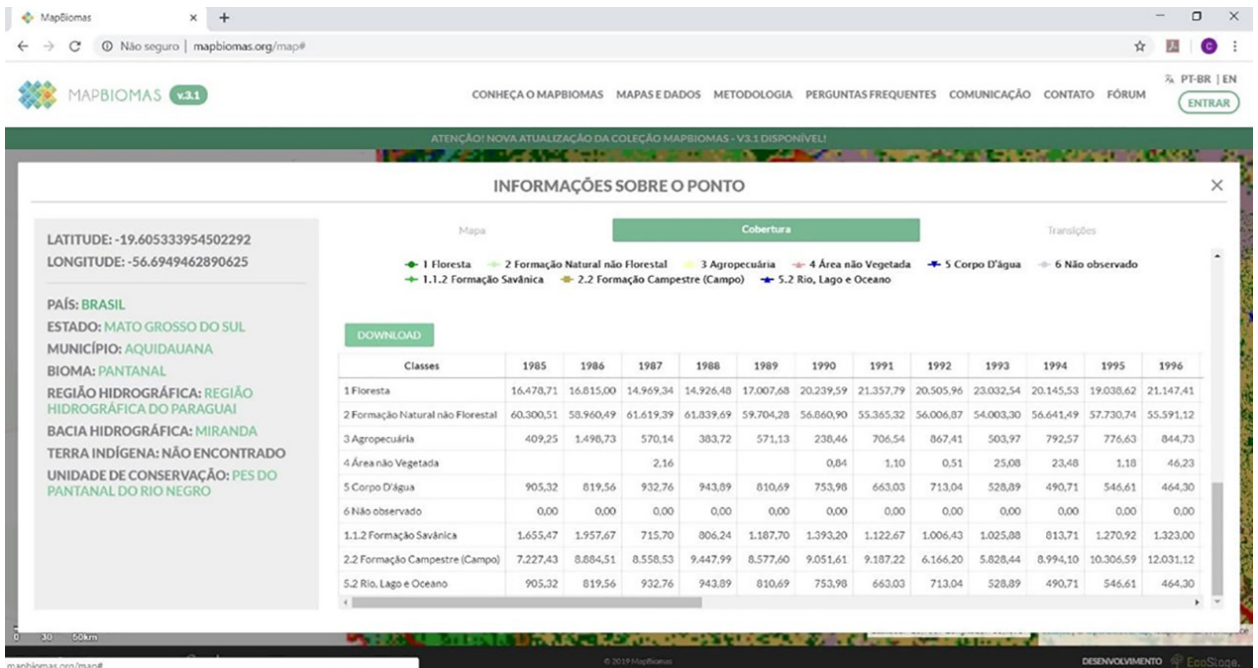 MapBiomas
Não seguro | mapbiomas.org/map#
MAPBIOMAS v.3.1
CONHEÇA O MAPBIOMAS MAPAS E DADOS METODOLOGIA PERGUNTAS FREQUENTES COMUNICAÇÃO CONTATO FÓRUM
PT-BR | EN
ENTRAR
ATENÇÃO! NOVA ATUALIZAÇÃO DA COLEÇÃO MAPBIOMAS - V3.1 DISPONÍVEL!
INFORMAÇÕES SOBRE O PONTO
LATITUDE: -19.605333954502292
LONGITUDE: -56.6949462890625
PAÍS: BRASIL
ESTADO: MATO GROSSO DO SUL
MUNICÍPIO: AQUIDAUANA
BIOMA: PANTANAL
REGIÃO HIDROGRÁFICA: REGIÃO
HIDROGRÁFICA DO PARAGUAI
BACIA HIDROGRÁFICA: MIRANDA
TERRA INDÍGENA: NÃO ENCONTRADO
UNIDADE DE CONSERVAÇÃO: PES DO
PANTANAL DO RIO NEGRO
Mapa Cobertura Transições
1 Floresta 2 Formação Natural não Florestal 3 Agropecuária 4 Área não Vegetada 5 Corpo D'água 6 Não observado
1.1.2 Formação Savânica 2.2 Formação Campestre (Campo) 5.2 Rio, Lago e Oceano
DOWNLOAD
Classes 1985 1986 1987 1988 1989 1990 1991 1992 1993 1994 1995 1996
1 Floresta 16.478,71 16.815,00 14.969,34 14.926,48 17.007,68 20.239,59 21.357,79 20.505,96 23.032,54 20.145,53 19.038,62 21.147,41
2 Formação Natural não Florestal 60.300,51 58.960,49 61.619,39 61.839,69 59.704,28 56.860,90 55.365,32 56.006,87 54.003,30 56.641,49 57.730,74 55.591,12
3 Agropecuária 409,25 1.498,73 570,14 383,72 571,13 238,46 706,54 867,41 503,97 792,57 776,63 844,73
4 Área não Vegetada 2,16 0,84 1,10 0,51 25,08 23,48 1,18 46,23
5 Corpo D'água 905,32 819,56 932,76 943,89 810,69 753,98 663,03 713,04 528,89 490,71 546,61 464,30
6 Não observado 0,00 0,00 0,00 0,00 0,00 0,00 0,00 0,00 0,00 0,00 0,00 0,00
1.1.2 Formação Savânica 1.655,47 1.957,67 715,70 806,24 1.187,70 1.393,20 1.122,67 1.006,43 1.025,88 813,71 1.270,92 1.323,00
2.2 Formação Campestre (Campo) 7.227,43 8.884,51 8.558,53 9.447,99 8.577,60 9.051,61 9.187,22 6.166,20 5.828,44 8.994,10 10.306,59 12.031,12
5.2 Rio, Lago e Oceano 905,32 819,56 932,76 943,89 810,69 753,98 663,03 713,04 528,89 490,71 546,61 464,30
0 30 60km
© 2019 MapBiomas
DESENVOLVIMENTO EcoStage.
mapbiomas.org/map#